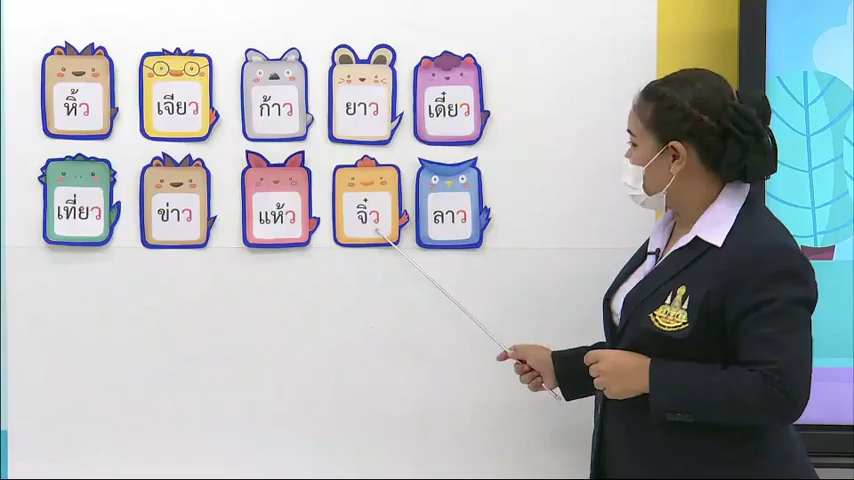 หิ้ว
เจียว
ก้าว
ยาว
เดี๋ยว
เที่ยว
ข่าว
แห้ว
จิ๋ว
ลาว